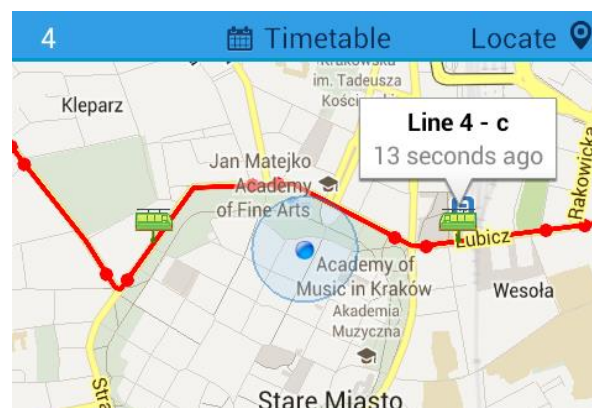 4
Timetable
Locate
Krakowska
im. Tadeusza
Kleparz
Line 4 - c
13 seconds ago
Jan Matejko
Academy
of Fine Arts
Rakowicka
Lubicz
Academy of
Music in Kraków
Akademia
Muzyczna
Wesoła
Stare Miasto